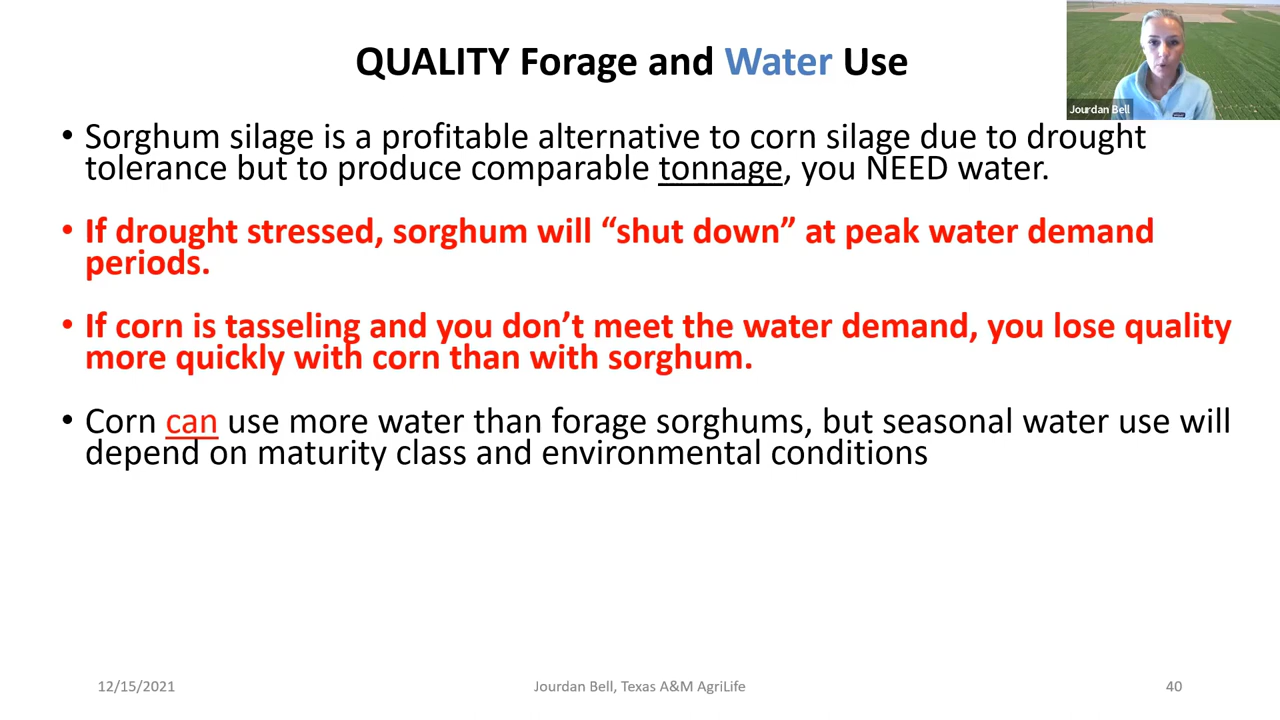 QUALITY Forage and Water Use
Jourdan Bell
• Sorghum silage is a profitable alternative to corn silage due to drought
tolerance but to produce comparable tonnage, you NEED water.
• If drought stressed, sorghum will “shut down” at peak water demand
periods.
• If corn is tasseling and you don’t meet the water demand, you lose quality
more quickly with corn than with sorghum.
• Corn can use more water than forage sorghums, but seasonal water use will
depend on maturity class and environmental conditions
12/15/2021
Jourdan Bell, Texas A&M AgriLife
40